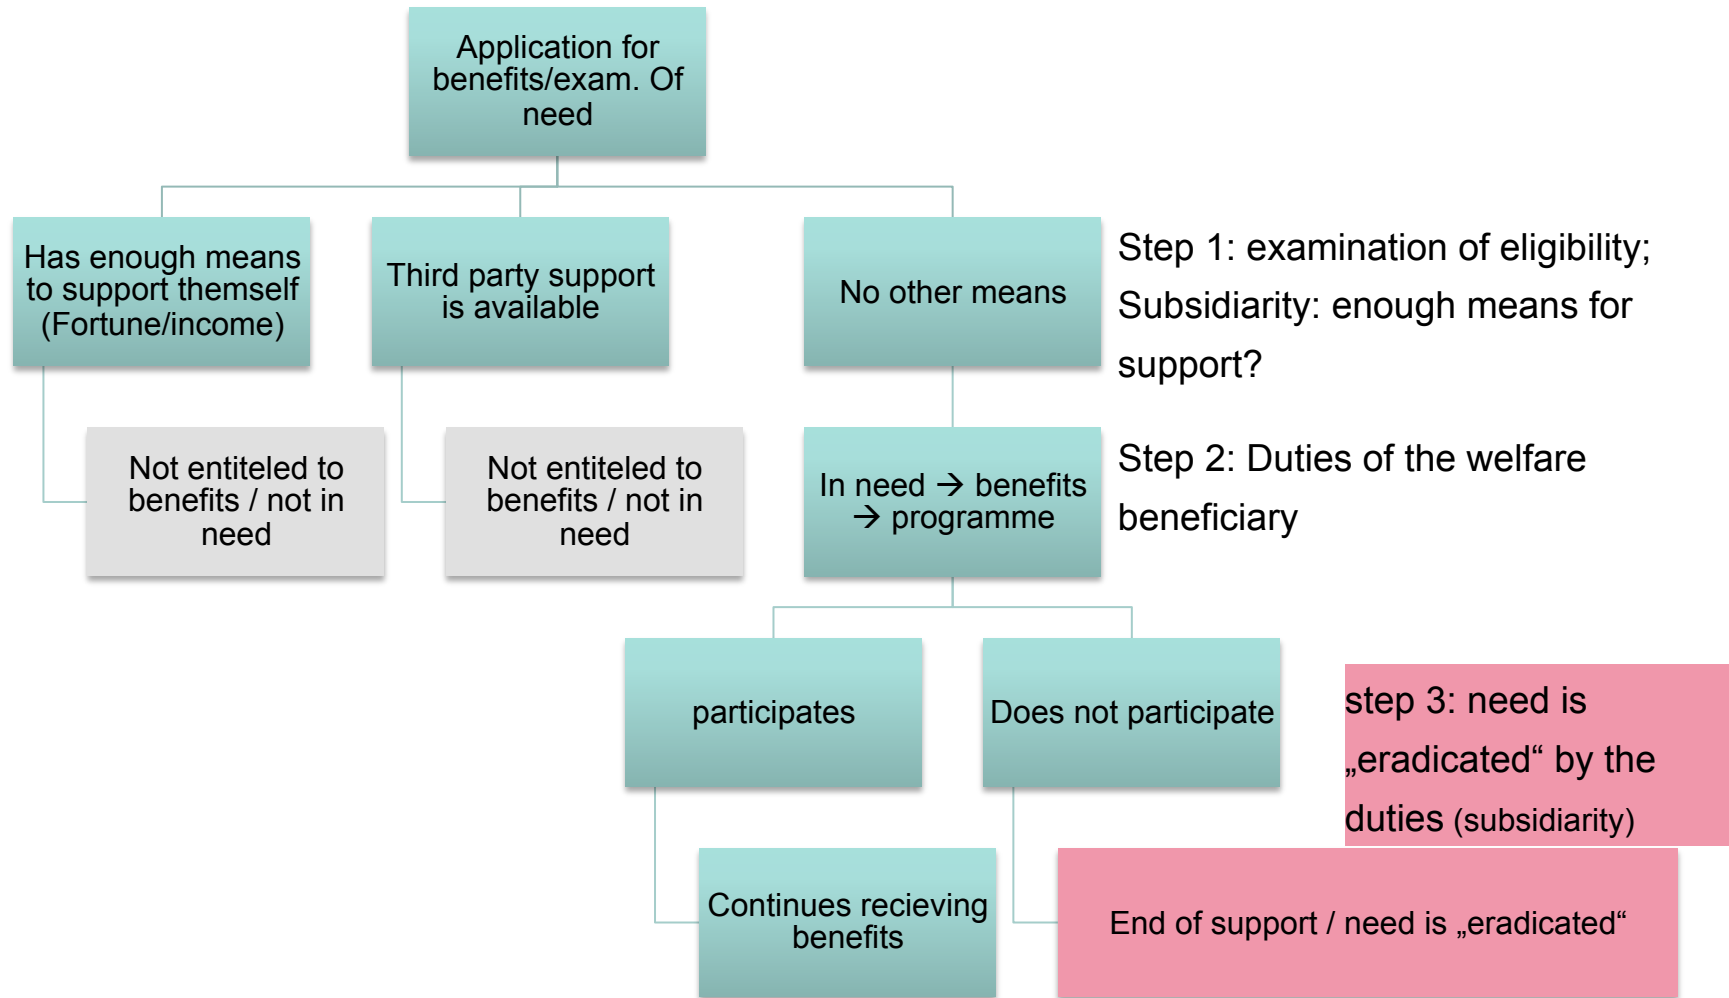 Application for
benefits/exam. Of
need
Has enough means
to support themself
(Fortune/income)
Third party support
is available
No other means
Step 1: examination of eligibility;
Subsidiarity: enough means for
support?
Not entiteled to
benefits / not in
need
Not entiteled to
benefits / not in
need
In need → benefits
→ programme
Step 2: Duties of the welfare
beneficiary
participates
Does not participate
step 3: need is
„eradicated“ by the
duties (subsidiarity)
Continues recieving
benefits
End of support / need is „eradicated“